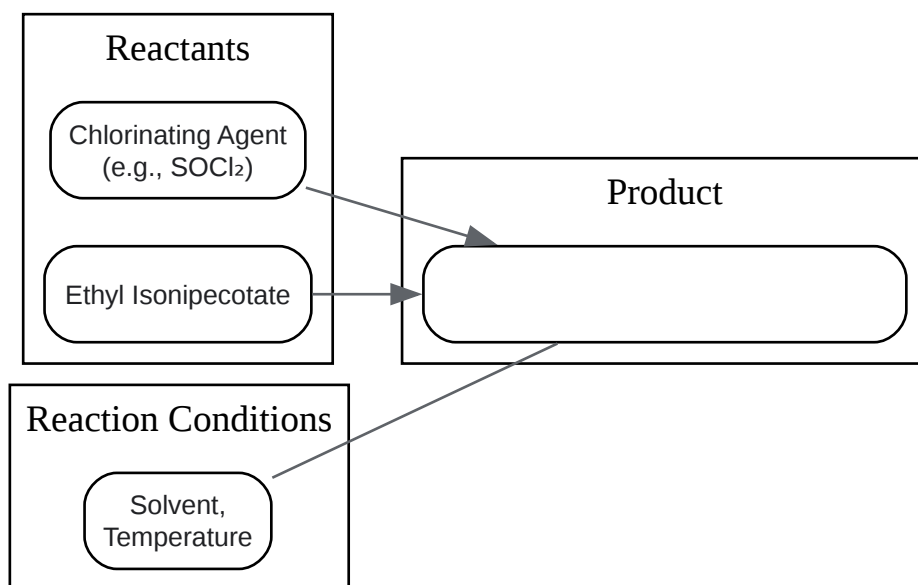 Reactants
Chlorinating Agent
(e.g., SOCl₂)
Ethyl Isonipecotate
Product
Reaction Conditions
Solvent,
Temperature